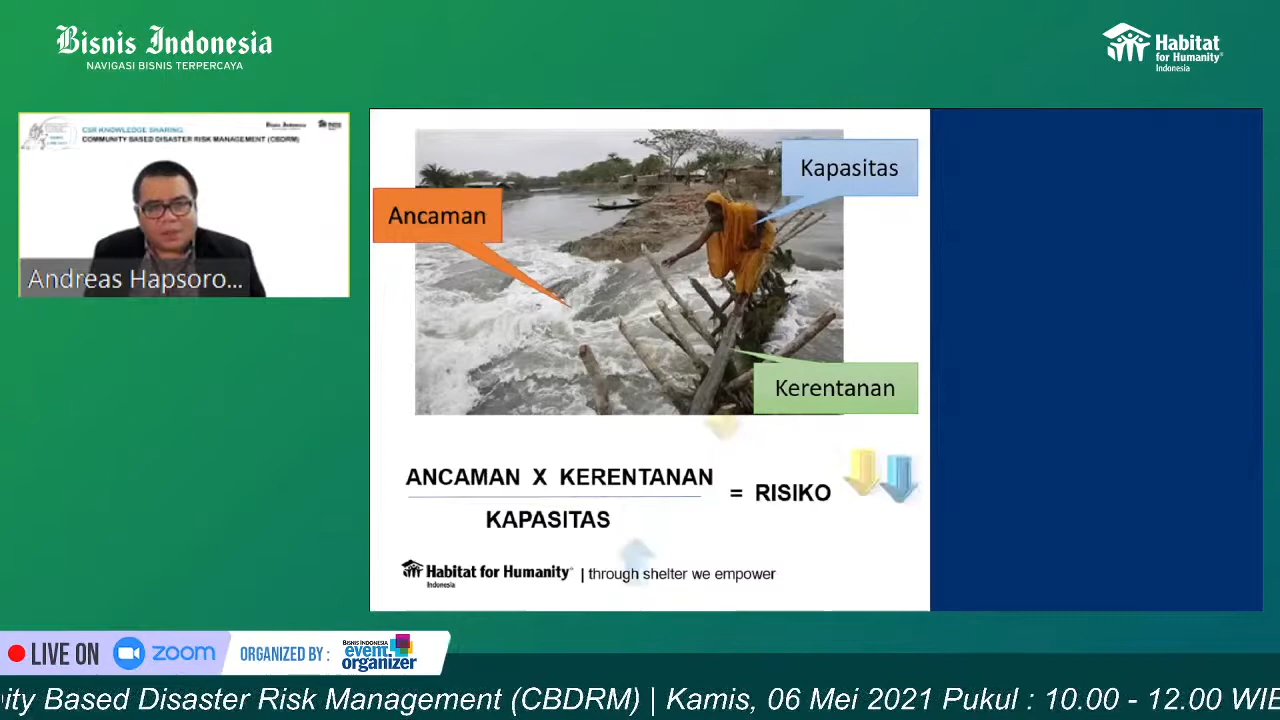 Bisnis Indonesia
NAVIGASI BISNIS TERPERCAYA
Habitat
for Humanity®
Indonesia
CSR KNOWLEDGE SHARING
COMMUNITY BASED DISASTER RISK MANAGEMENT (CBDRM)
Andreas Hapsoro...
Kapasitas
Ancaman
Kerentanan
ANCAMAN X KERENTANAN
KAPASITAS
= RISIKO
Habitat for Humanity® | through shelter we empower
Indonesia
LIVE ON zoom ORGANIZED BY : BISNIS INDONESIA event organizer
ity Based Disaster Risk Management (CBDRM) | Kamis, 06 Mei 2021 Pukul : 10.00 - 12.00 WIB